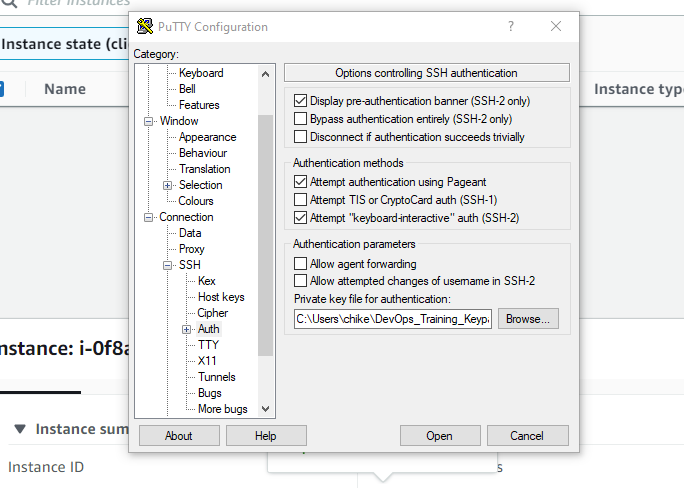 Filter instances
Instance state (cli
Name
Instance type
PuTTY Configuration
?
Category:
Keyboard
Bell
Features
Window
Appearance
Behaviour
Translation
Selection
Colours
Connection
Data
Proxy
SSH
Kex
Host keys
Cipher
Auth
TTY
X11
Tunnels
Bugs
More bugs
Options controlling SSH authentication
Display pre-authentication banner (SSH-2 only)
Bypass authentication entirely (SSH-2 only)
Disconnect if authentication succeeds trivially
Authentication methods
Attempt authentication using Pageant
Attempt TIS or CryptoCard auth (SSH-1)
Attempt "keyboard-interactive" auth (SSH-2)
Authentication parameters
Allow agent forwarding
Allow attempted changes of username in SSH-2
Private key file for authentication:
C:\Users\chike\DevOps_Training_Keypa
Browse...
About
Help
Open
Cancel
nstance: i-0f8a
Instance sum
Instance ID
s